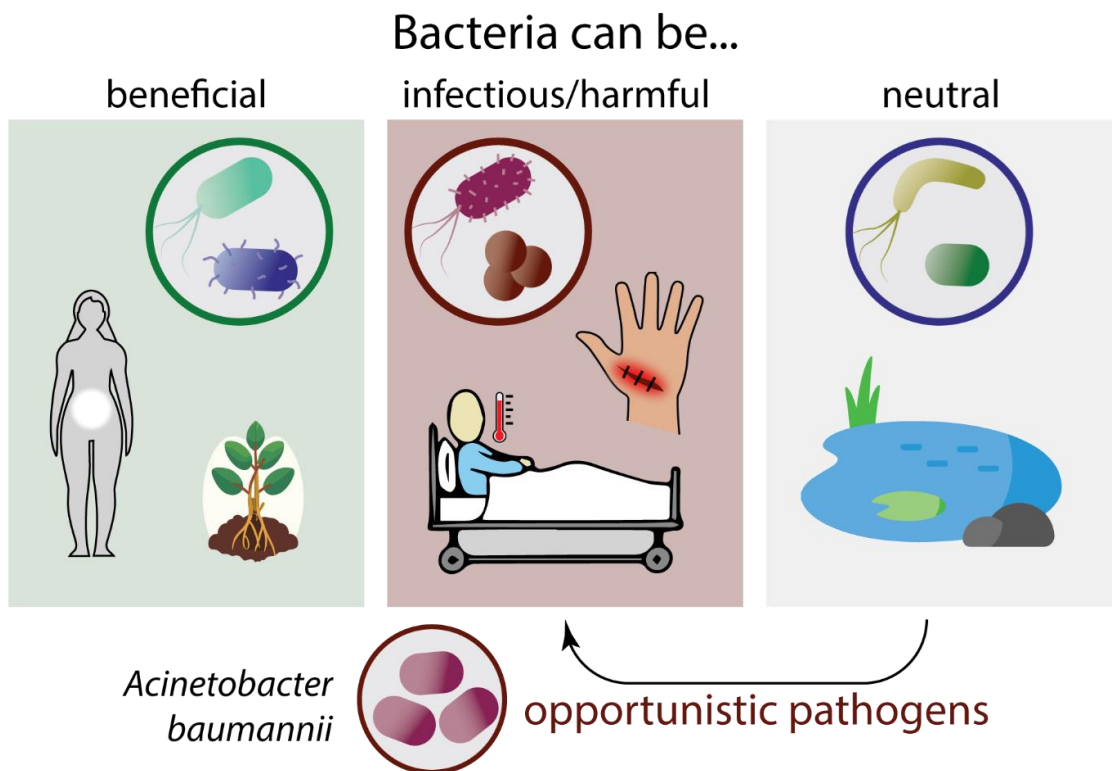 Bacteria can be...
beneficial
infectious/harmful
neutral
Acinetobacter
baumannii
opportunistic pathogens